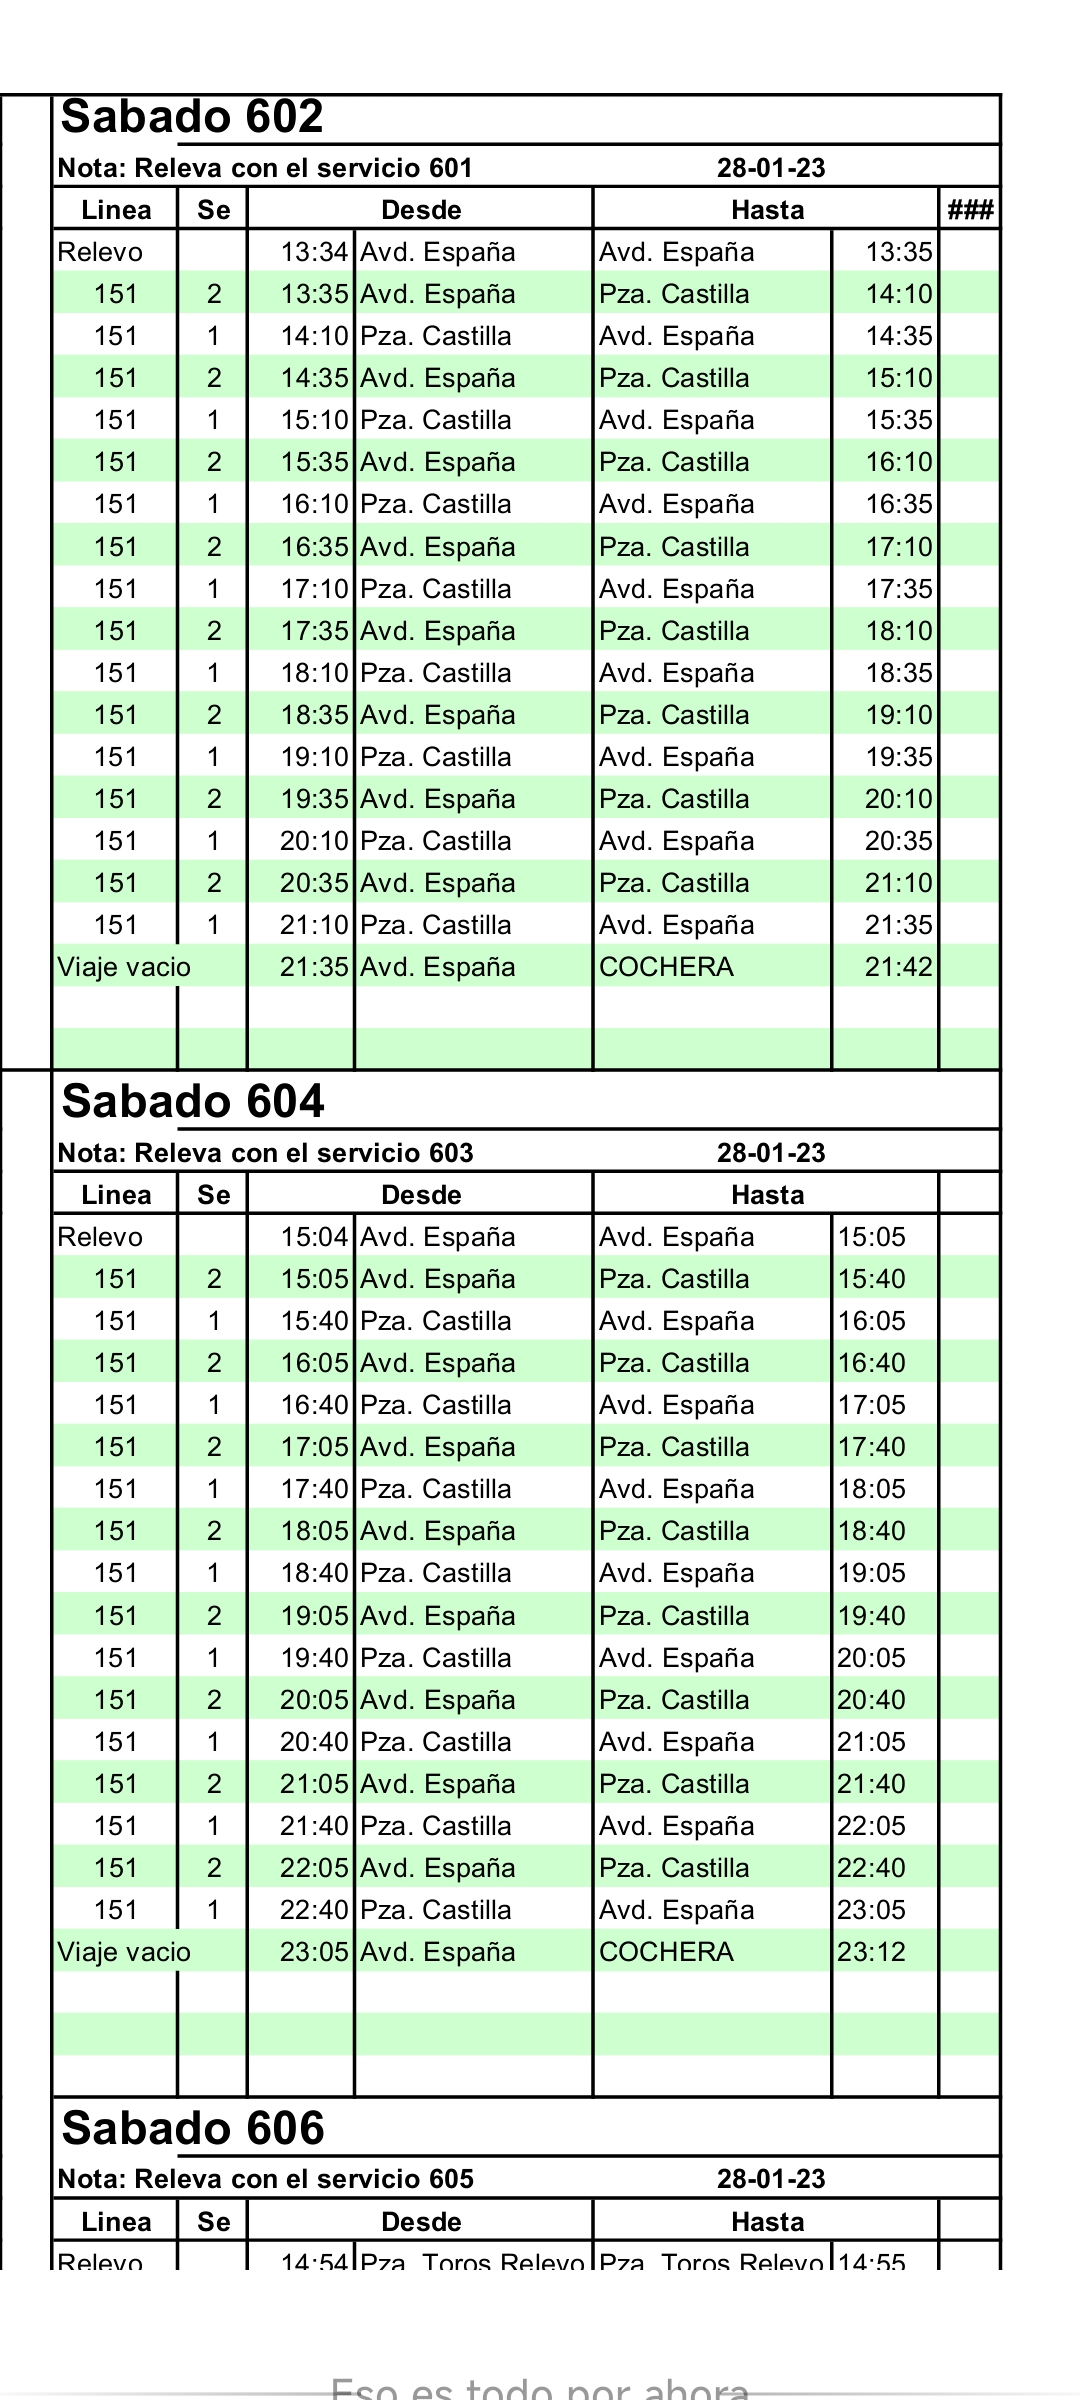 Sabado 602
Nota: Releva con el servicio 601 28-01-23
Linea Se Desde Hasta ###
Relevo 13:34 Avd. España Avd. España 13:35
151 2 13:35 Avd. España Pza. Castilla 14:10
151 1 14:10 Pza. Castilla Avd. España 14:35
151 2 14:35 Avd. España Pza. Castilla 15:10
151 1 15:10 Pza. Castilla Avd. España 15:35
151 2 15:35 Avd. España Pza. Castilla 16:10
151 1 16:10 Pza. Castilla Avd. España 16:35
151 2 16:35 Avd. España Pza. Castilla 17:10
151 1 17:10 Pza. Castilla Avd. España 17:35
151 2 17:35 Avd. España Pza. Castilla 18:10
151 1 18:10 Pza. Castilla Avd. España 18:35
151 2 18:35 Avd. España Pza. Castilla 19:10
151 1 19:10 Pza. Castilla Avd. España 19:35
151 2 19:35 Avd. España Pza. Castilla 20:10
151 1 20:10 Pza. Castilla Avd. España 20:35
151 2 20:35 Avd. España Pza. Castilla 21:10
151 1 21:10 Pza. Castilla Avd. España 21:35
Viaje vacio 21:35 Avd. España COCHERA 21:42
Sabado 604
Nota: Releva con el servicio 603 28-01-23
Linea Se Desde Hasta
Relevo 15:04 Avd. España Avd. España 15:05
151 2 15:05 Avd. España Pza. Castilla 15:40
151 1 15:40 Pza. Castilla Avd. España 16:05
151 2 16:05 Avd. España Pza. Castilla 16:40
151 1 16:40 Pza. Castilla Avd. España 17:05
151 2 17:05 Avd. España Pza. Castilla 17:40
151 1 17:40 Pza. Castilla Avd. España 18:05
151 2 18:05 Avd. España Pza. Castilla 18:40
151 1 18:40 Pza. Castilla Avd. España 19:05
151 2 19:05 Avd. España Pza. Castilla 19:40
151 1 19:40 Pza. Castilla Avd. España 20:05
151 2 20:05 Avd. España Pza. Castilla 20:40
151 1 20:40 Pza. Castilla Avd. España 21:05
151 2 21:05 Avd. España Pza. Castilla 21:40
151 1 21:40 Pza. Castilla Avd. España 22:05
151 2 22:05 Avd. España Pza. Castilla 22:40
151 1 22:40 Pza. Castilla Avd. España 23:05
Viaje vacio 23:05 Avd. España COCHERA 23:12
Sabado 606
Nota: Releva con el servicio 605 28-01-23
Linea Se Desde Hasta
Relevo 14:54 Pza. Toros Relevo Pza. Toros Relevo 14:55
Eso es todo por ahora